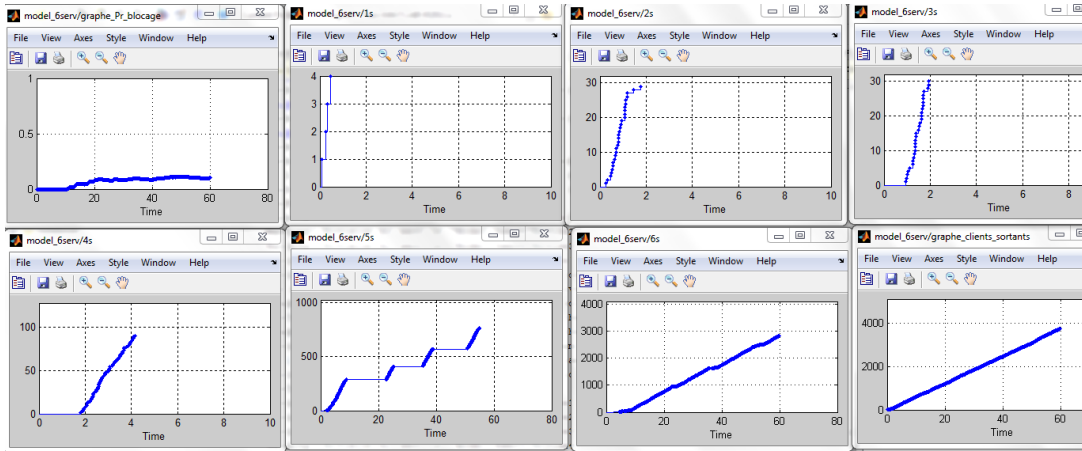 model_6serv/graphe_Pr_blocage
File View Axes Style Window Help
1
0.5
0
0 20 40 60 80
Time
model_6serv/1s
File View Axes Style Window Help
4
3
2
1
0
0 2 4 6 8 10
Time
model_6serv/2s
File View Axes Style Window Help
30
20
10
0
0 2 4 6 8 10
Time
model_6serv/3s
File View Axes Style Window Help
30
20
10
0
0 2 4 6 8
Time
model_6serv/4s
File View Axes Style Window Help
100
50
0
0 2 4 6 8 10
Time
model_6serv/5s
File View Axes Style Window Help
1000
500
0
0 20 40 60 80
Time
model_6serv/6s
File View Axes Style Window Help
4000
3000
2000
1000
0
0 20 40 60 80
Time
model_6serv/graphe_clients_sortants
File View Axes Style Window Help
4000
2000
0
0 20 40 60
Time